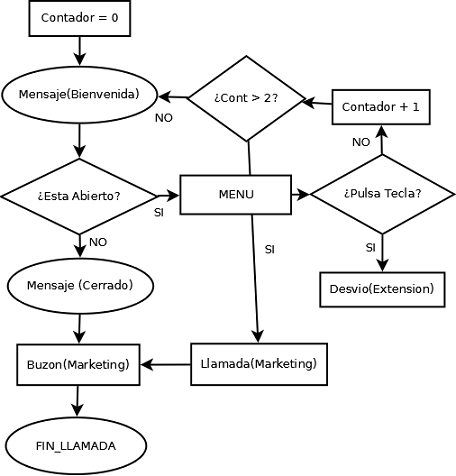 Contador = 0
Mensaje(Bienvenida)
¿Cont > 2?
Contador + 1
NO
NO
¿Esta Abierto?
MENU
¿Pulsa Tecla?
SI
NO
SI
SI
Mensaje (Cerrado)
Desvio(Extension)
Buzon(Marketing)
Llamada(Marketing)
FIN_LLAMADA